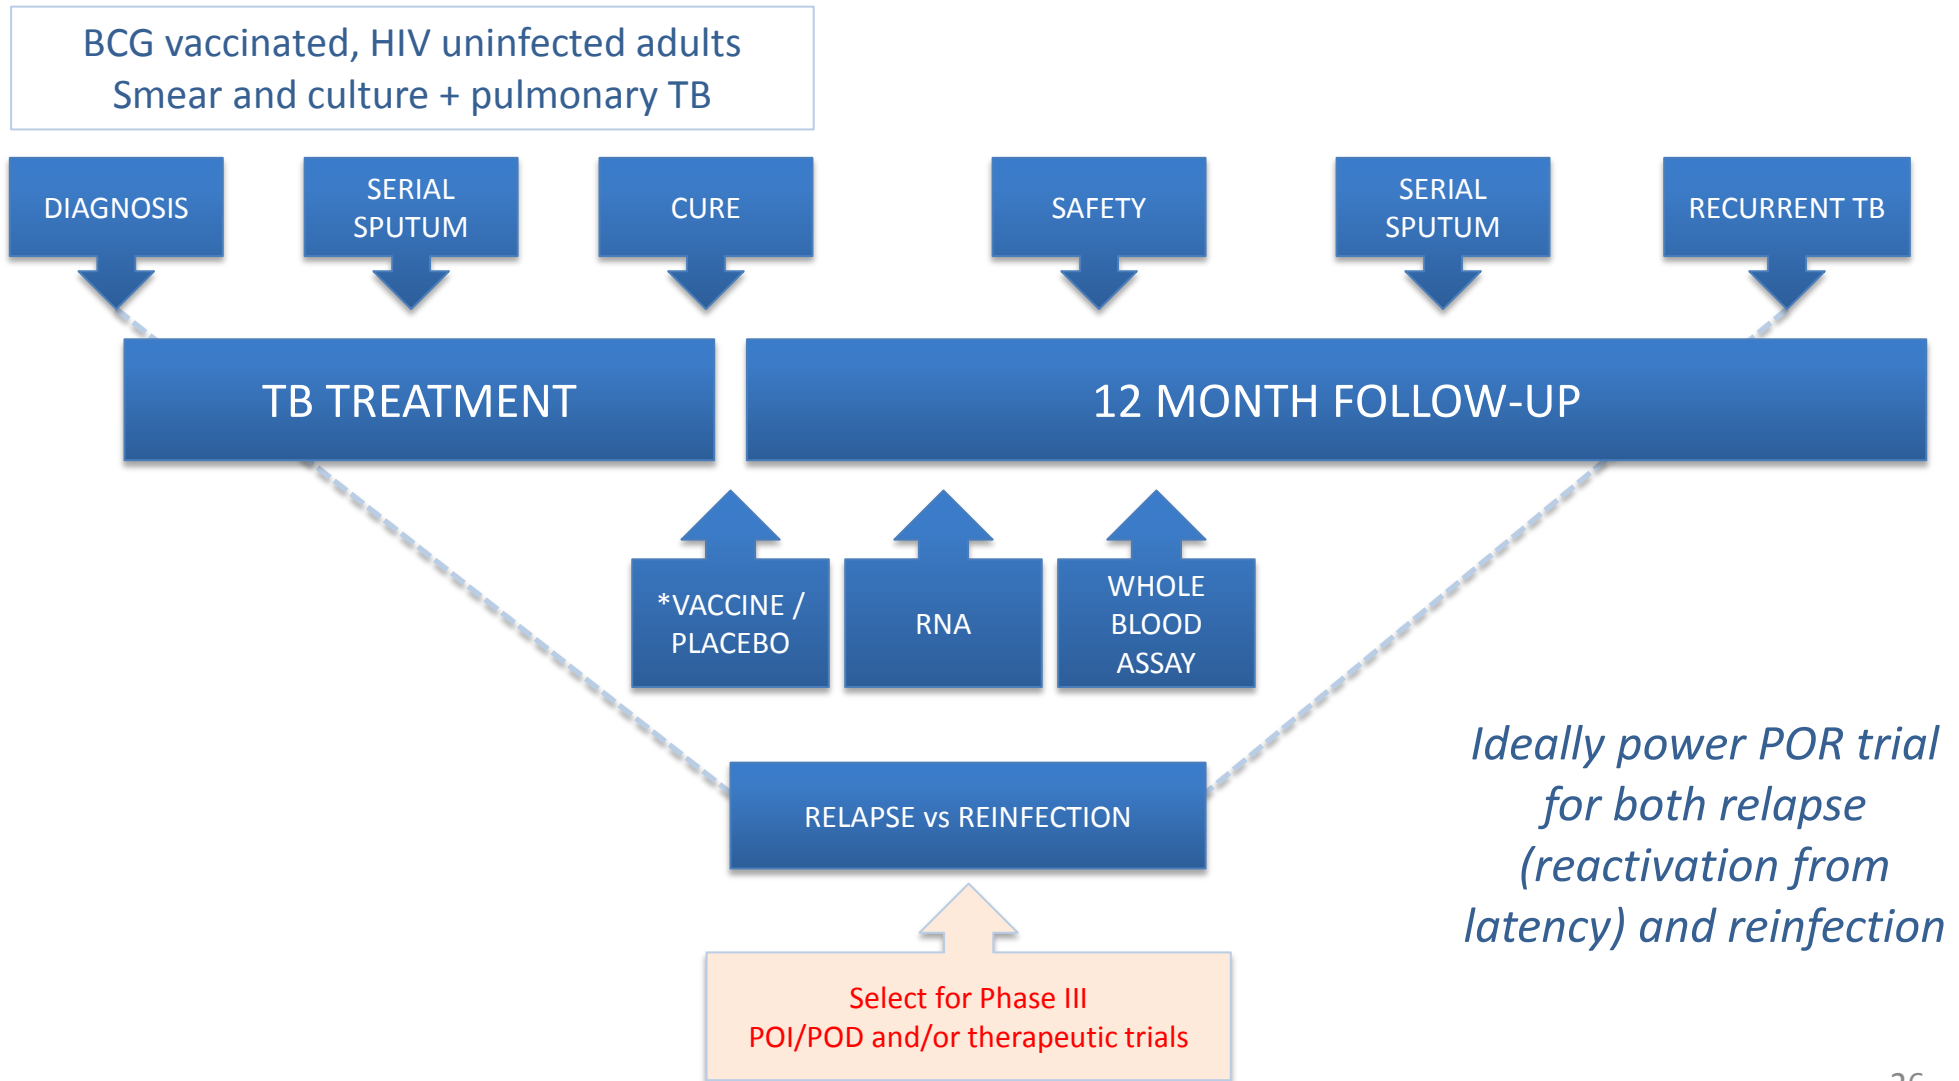 BCG vaccinated, HIV uninfected adults
Smear and culture + pulmonary TB
DIAGNOSIS
SERIAL
SPUTUM
CURE
SAFETY
SERIAL
SPUTUM
RECURRENT TB
TB TREATMENT
12 MONTH FOLLOW-UP
*VACCINE /
PLACEBO
RNA
WHOLE
BLOOD
ASSAY
RELAPSE vs REINFECTION
Ideally power POR trial
for both relapse
(reactivation from
latency) and reinfection
Select for Phase III
POI/POD and/or therapeutic trials